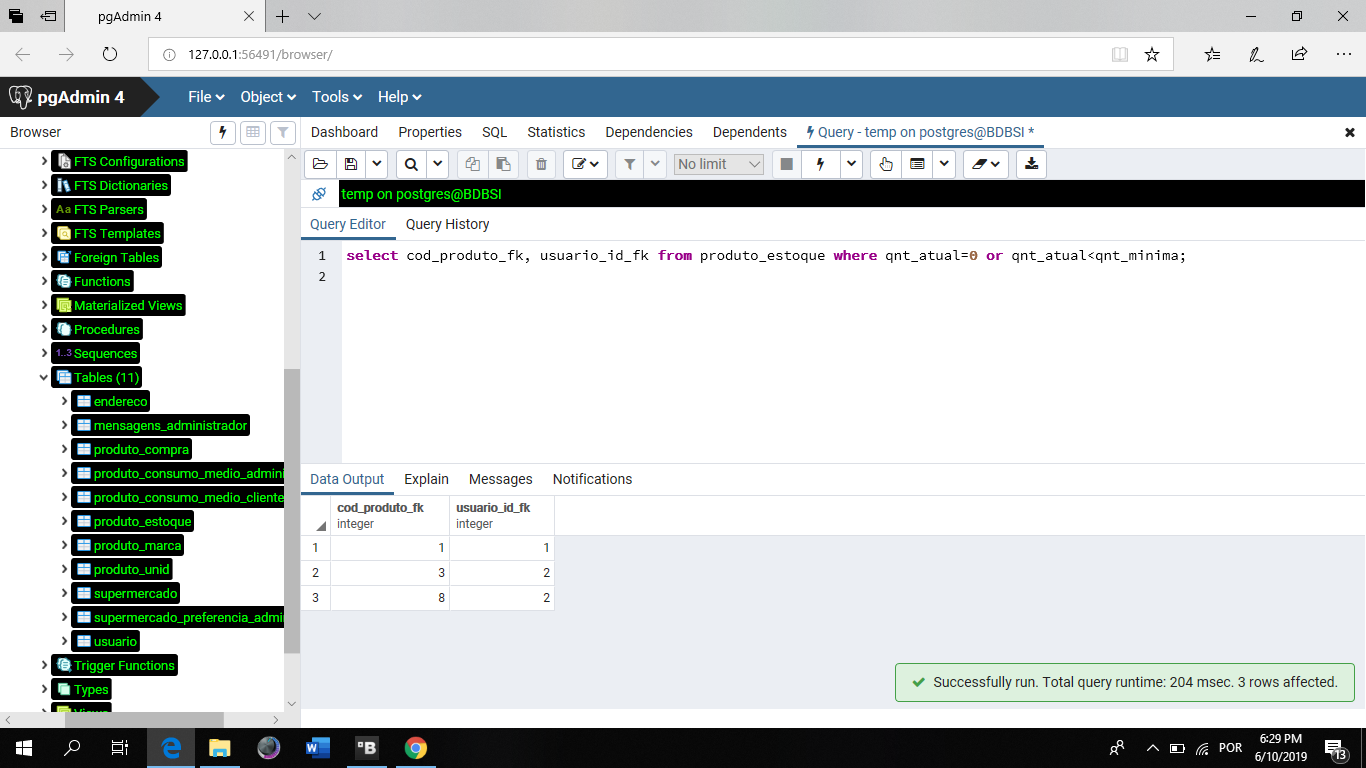 pgAdmin 4
127.0.0.1:56491/browser/
pgAdmin 4 File Object Tools Help
Browser
Dashboard Properties SQL Statistics Dependencies Dependents Query - temp on postgres@BDBSI *
No limit
temp on postgres@BDBSI
Query Editor Query History
1 select cod_produto_fk, usuario_id_fk from produto_estoque where qnt_atual=0 or qnt_atual<qnt_minima;
2
FTS Configurations
FTS Dictionaries
Aa FTS Parsers
FTS Templates
Foreign Tables
Functions
Materialized Views
Procedures
1..3 Sequences
Tables (11)
endereco
mensagens_administrador
produto_compra
produto_consumo_medio_admini
produto_consumo_medio_cliente
produto_estoque
produto_marca
produto_unid
supermercado
supermercado_preferencia_admi
usuario
Trigger Functions
Types
Views
Data Output Explain Messages Notifications
cod_produto_fk usuario_id_fk
integer integer
1 1 1
2 3 2
3 8 2
Successfully run. Total query runtime: 204 msec. 3 rows affected.
W B POR
6:29 PM
6/10/2019
13